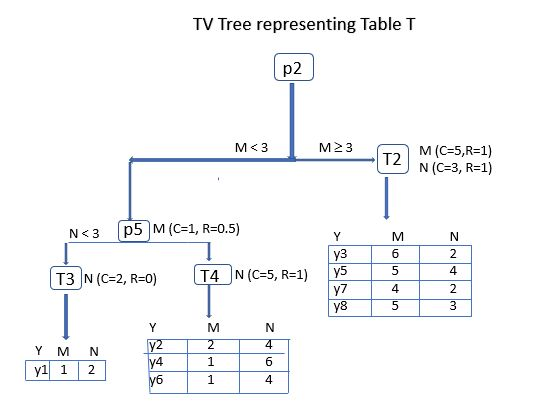 TV Tree representing Table T
p2
M < 3
M ≥ 3
T2
M (C=5,R=1)
N (C=3, R=1)
N < 3
p5
M (C=1, R=0.5)
T3
N (C=2, R=0)
T4
N (C=5, R=1)
Y M N
y3 6 2
y5 5 4
y7 4 2
y8 5 3
Y M N
y2 2 4
y4 1 6
y6 1 4
Y M N
y1 1 2